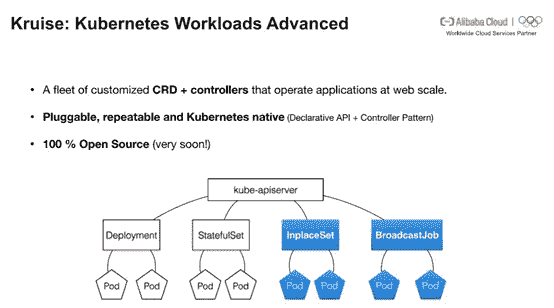 Kruise: Kubernetes Workloads Advanced
Alibaba Cloud
Worldwide Cloud Services Partner
• A fleet of customized CRD + controllers that operate applications at web scale.
• Pluggable, repeatable and Kubernetes native (Declarative API + Controller Pattern)
• 100 % Open Source (very soon!)
kube-apiserver
Deployment
StatefulSet
InplaceSet
BroadcastJob
Pod
Pod
Pod
Pod
Pod
Pod
Pod
Pod